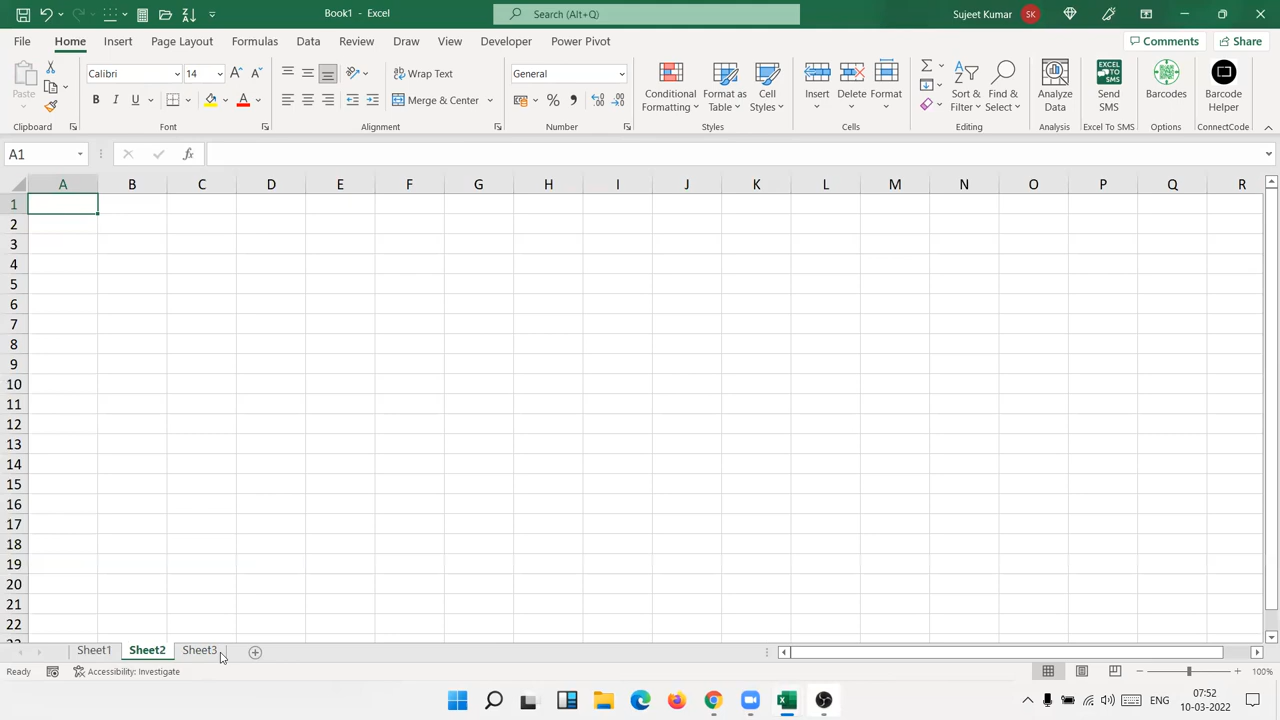 Book1 - Excel
Search (Alt+Q)
Sujeet Kumar SK
File Home Insert Page Layout Formulas Data Review Draw View Developer Power Pivot Comments Share
Paste
Calibri 14
B I U
Wrap Text
Merge & Center
General
Conditional Formatting
Format as Table
Cell Styles
Insert
Delete
Format
Sort & Filter
Find & Select
Analyze Data
Send SMS
Barcodes
Barcode Helper
Clipboard Font Alignment Number Styles Cells Editing Analysis Excel To SMS Options ConnectCode
A1 fx
A B C D E F G H I J K L M N O P Q R
1
2
3
4
5
6
7
8
9
10
11
12
13
14
15
16
17
18
19
20
21
22
Sheet1 Sheet2 Sheet3
Ready Accessibility: Investigate 100%
ENG 07:52
10-03-2022